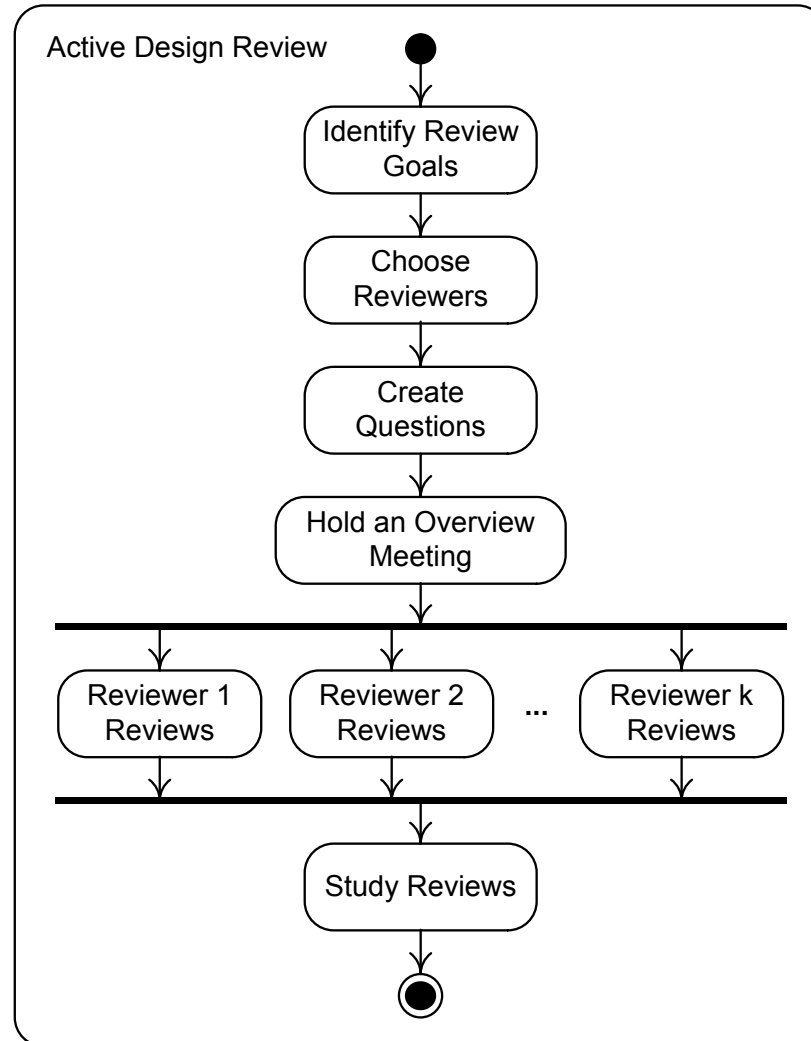 Active Design Review
Identify Review
Goals
Choose
Reviewers
Create
Questions
Hold an Overview
Meeting
Reviewer 1
Reviews
Reviewer 2
Reviews
...
Reviewer k
Reviews
Study Reviews